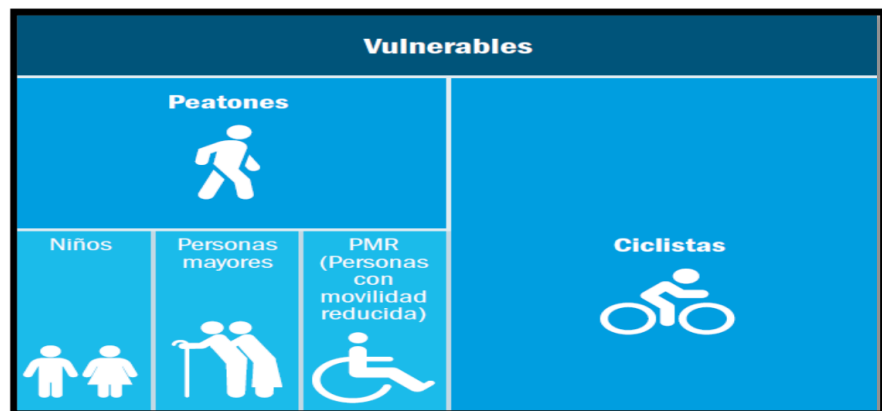 Vulnerables
Peatones
Niños
Personas
mayores
PMR
(Personas
con
movilidad
reducida)
Ciclistas